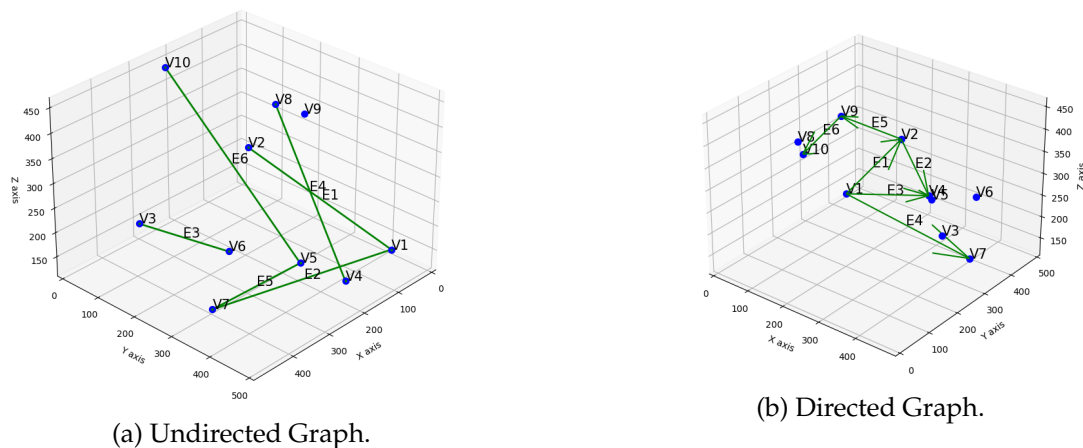 V10
V8
V9
V2
E6
E4
E1
V3
E3
V6
V1
V5
E2
V4
E5
V7
450
400
350
300
250
200
150
Z axis
0
100
200
300
400
500
Y axis
400
300
200
100
0
X axis
(a) Undirected Graph.
V9
E5
V8
E6
V2
V10
E1
E2
V1
E3
V4
V5
V6
E4
V3
V7
450
400
350
300
250
200
150
Z axis
0
100
200
300
400
X axis
0
100
200
300
400
500
Y axis
(b) Directed Graph.